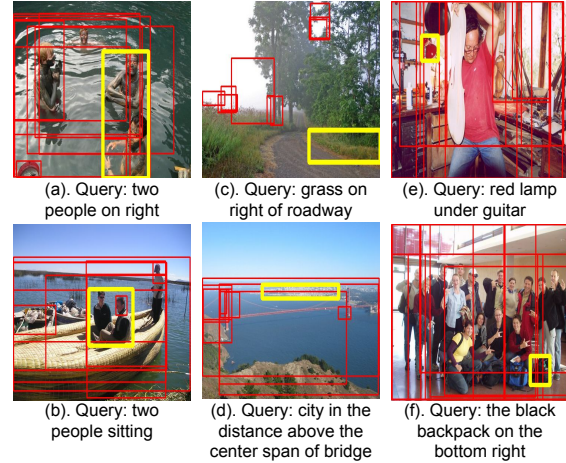 (a). Query: two
people on right
(c). Query: grass on
right of roadway
(e). Query: red lamp
under guitar
(b). Query: two
people sitting
(d). Query: city in the
distance above the
center span of bridge
(f). Query: the black
backpack on the
bottom right